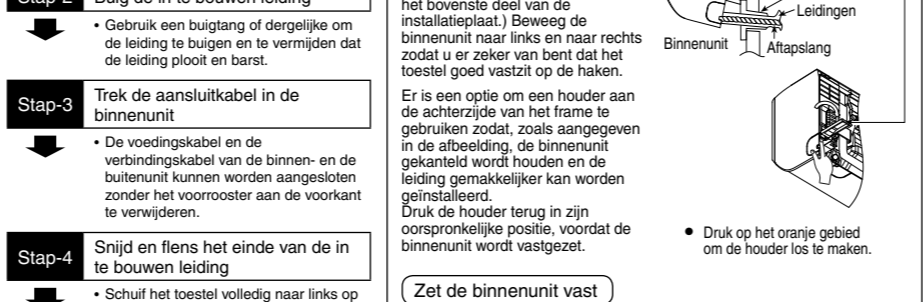 Stap-2 Buig de in te bouwen leiding
• Gebruik een buigtang of dergelijke om
de leiding te buigen en te vermijden dat
de leiding plooit en barst.
Stap-3
Trek de aansluitkabel in de
binnenunit
• De voedingskabel en de
verbindingskabel van de binnen- en de
buitenunit kunnen worden aangesloten
zonder het voorrooster aan de voorkant
te verwijderen.
Stap-4
Snijd en flens het einde van de in
te bouwen leiding
• Schuif het toestel volledig naar links op
het bovenste deel van de
installatieplaat.) Beweeg de
binnenunit naar links en naar rechts
zodat u er zeker van bent dat het
toestel goed vastzit op de haken.
Er is een optie om een houder aan
de achterzijde van het frame te
gebruiken zodat, zoals aangegeven
in de afbeelding, de binnenunit
gekanteld wordt houden en de
leiding gemakkelijker kan worden
geïnstalleerd.
Druk de houder terug in zijn
oorspronkelijke positie, voordat de
binnenunit wordt vastgezet.
Zet de binnenunit vast
Leidingen
Binnenunit
Aftapslang
• Druk op het oranje gebied
om de houder los te maken.